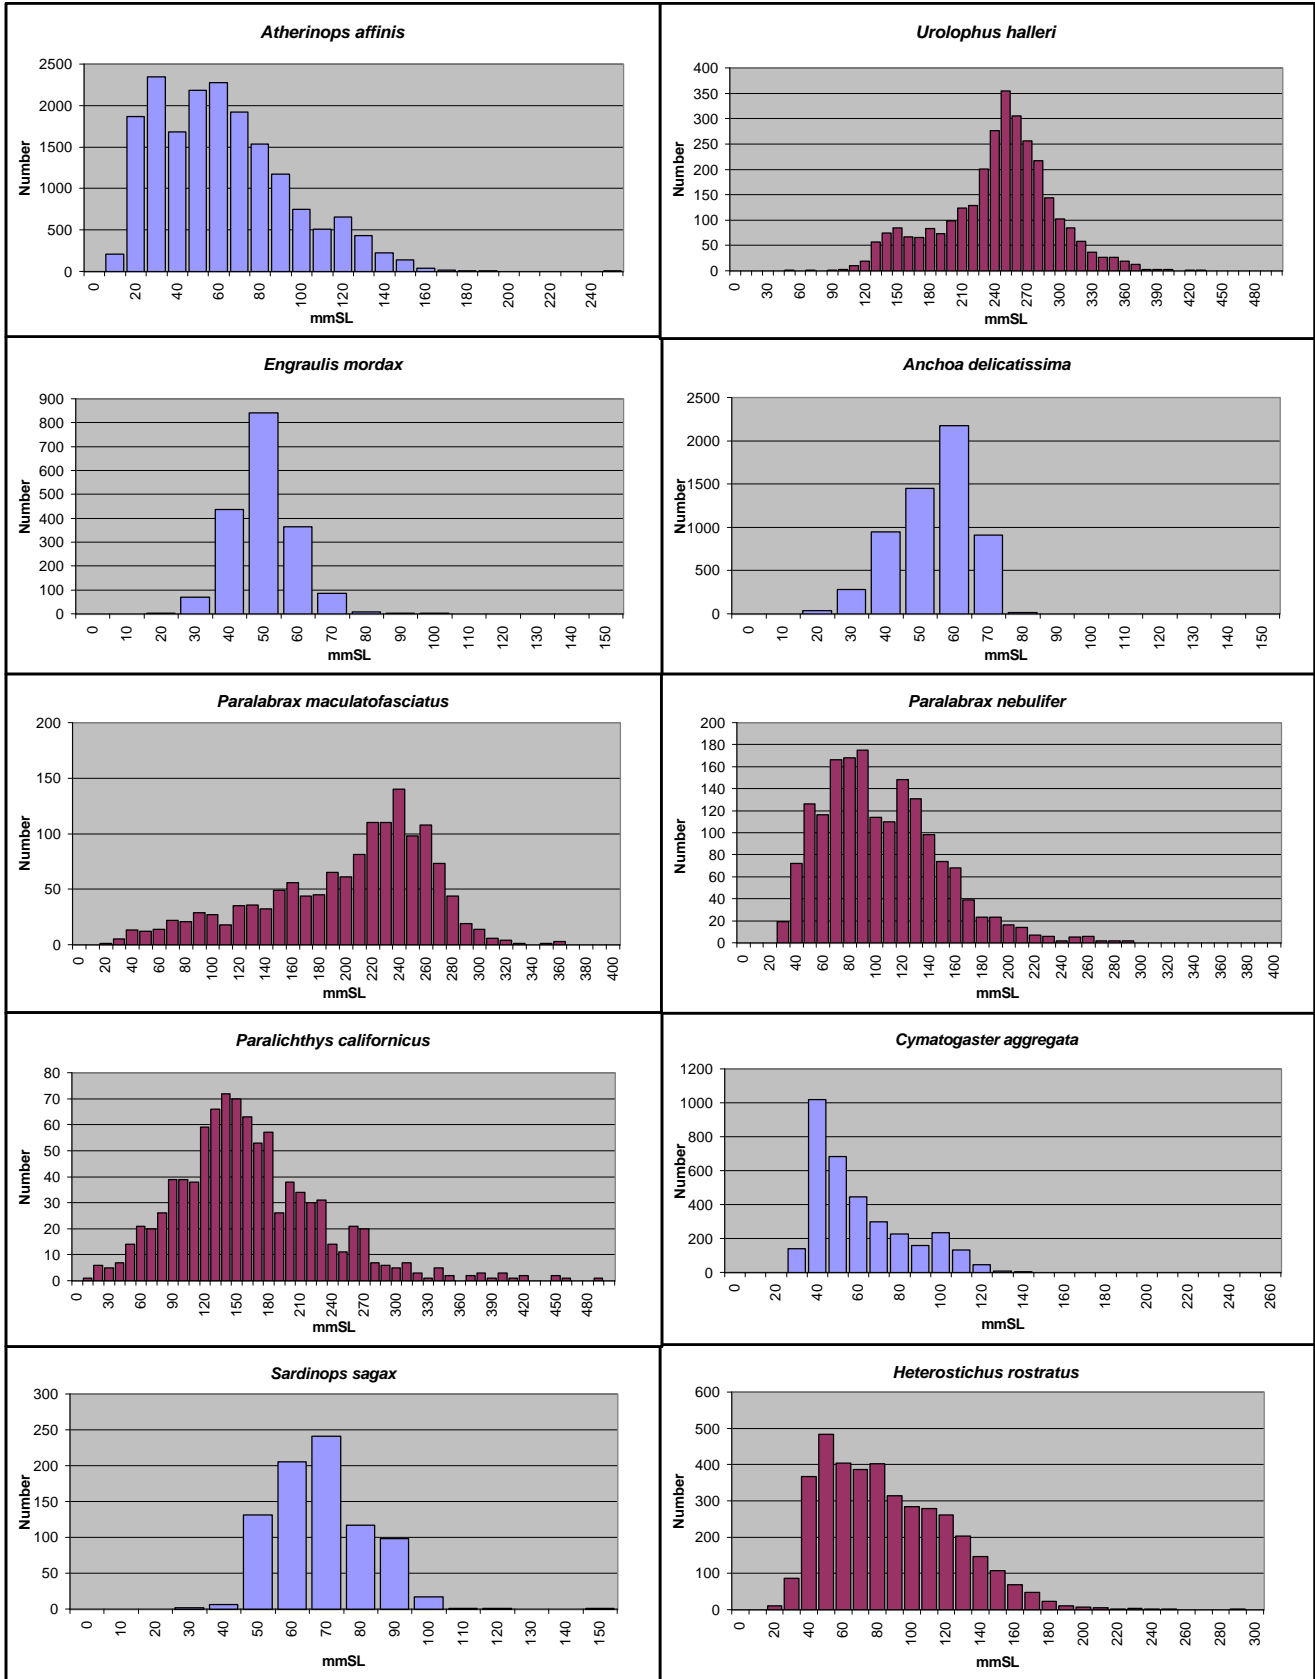 Atherinops affinis
Number
2500
2000
1500
1000
500
0
0 20 40 60 80 100 120 140 160 180 200 220 240
mmSL
Urolophus halleri
Number
400
350
300
250
200
150
100
50
0
0 30 60 90 120 150 180 210 240 270 300 330 360 390 420 450 480
mmSL
Engraulis mordax
Number
900
800
700
600
500
400
300
200
100
0
0 10 20 30 40 50 60 70 80 90 100 110 120 130 140 150
mmSL
Anchoa delicatissima
Number
2500
2000
1500
1000
500
0
0 10 20 30 40 50 60 70 80 90 100 110 120 130 140 150
mmSL
Paralabrax maculatofasciatus
Number
200
150
100
50
0
0 20 40 60 80 100 120 140 160 180 200 220 240 260 280 300 320 340 360 380 400
mmSL
Paralabrax nebulifer
Number
200
180
160
140
120
100
80
60
40
20
0
0 20 40 60 80 100 120 140 160 180 200 220 240 260 280 300 320 340 360 380 400
mmSL
Paralichthys californicus
Number
80
70
60
50
40
30
20
10
0
0 30 60 90 120 150 180 210 240 270 300 330 360 390 420 450 480
mmSL
Cymatogaster aggregata
Number
1200
1000
800
600
400
200
0
0 20 40 60 80 100 120 140 160 180 200 220 240 260
mmSL
Sardinops sagax
Number
300
250
200
150
100
50
0
0 10 20 30 40 50 60 70 80 90 100 110 120 130 140 150
mmSL
Heterostichus rostratus
Number
600
500
400
300
200
100
0
0 20 40 60 80 100 120 140 160 180 200 220 240 260 280 300
mmSL